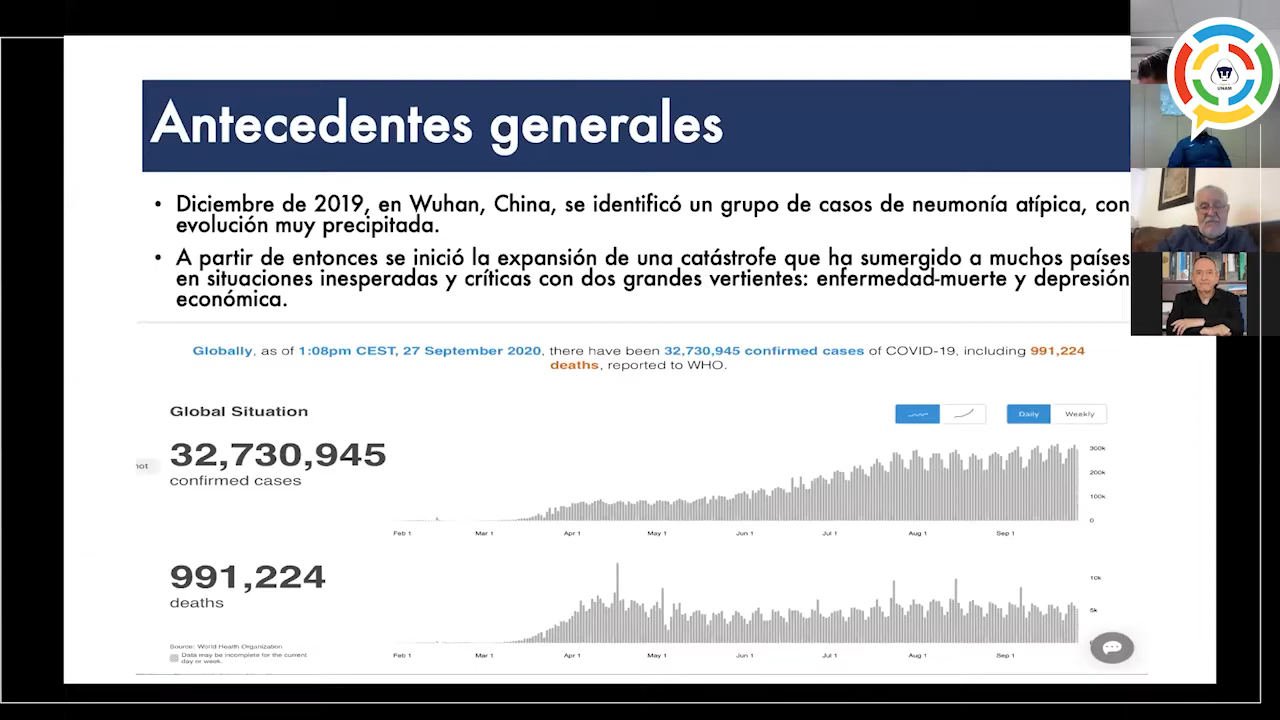 Antecedentes generales
• Diciembre de 2019, en Wuhan, China, se identificó un grupo de casos de neumonía atípica, con
evolución muy precipitada.
• A partir de entonces se inició la expansión de una catástrofe que ha sumergido a muchos países
en situaciones inesperadas y críticas con dos grandes vertientes: enfermedad-muerte y depresión
económica.
Globally, as of 1:08pm CEST, 27 September 2020, there have been 32,730,945 confirmed cases of COVID-19, including 991,224
deaths, reported to WHO.
Global Situation
Daily Weekly
32,730,945
confirmed cases
300k
200k
100k
0
Feb 1 Mar 1 Apr 1 May 1 Jun 1 Jul 1 Aug 1 Sep 1
991,224
deaths
10k
5k
Source: World Health Organization
Data may be incomplete for the current
day or week.
Feb 1 Mar 1 Apr 1 May 1 Jun 1 Jul 1 Aug 1 Sep 1
UNAM